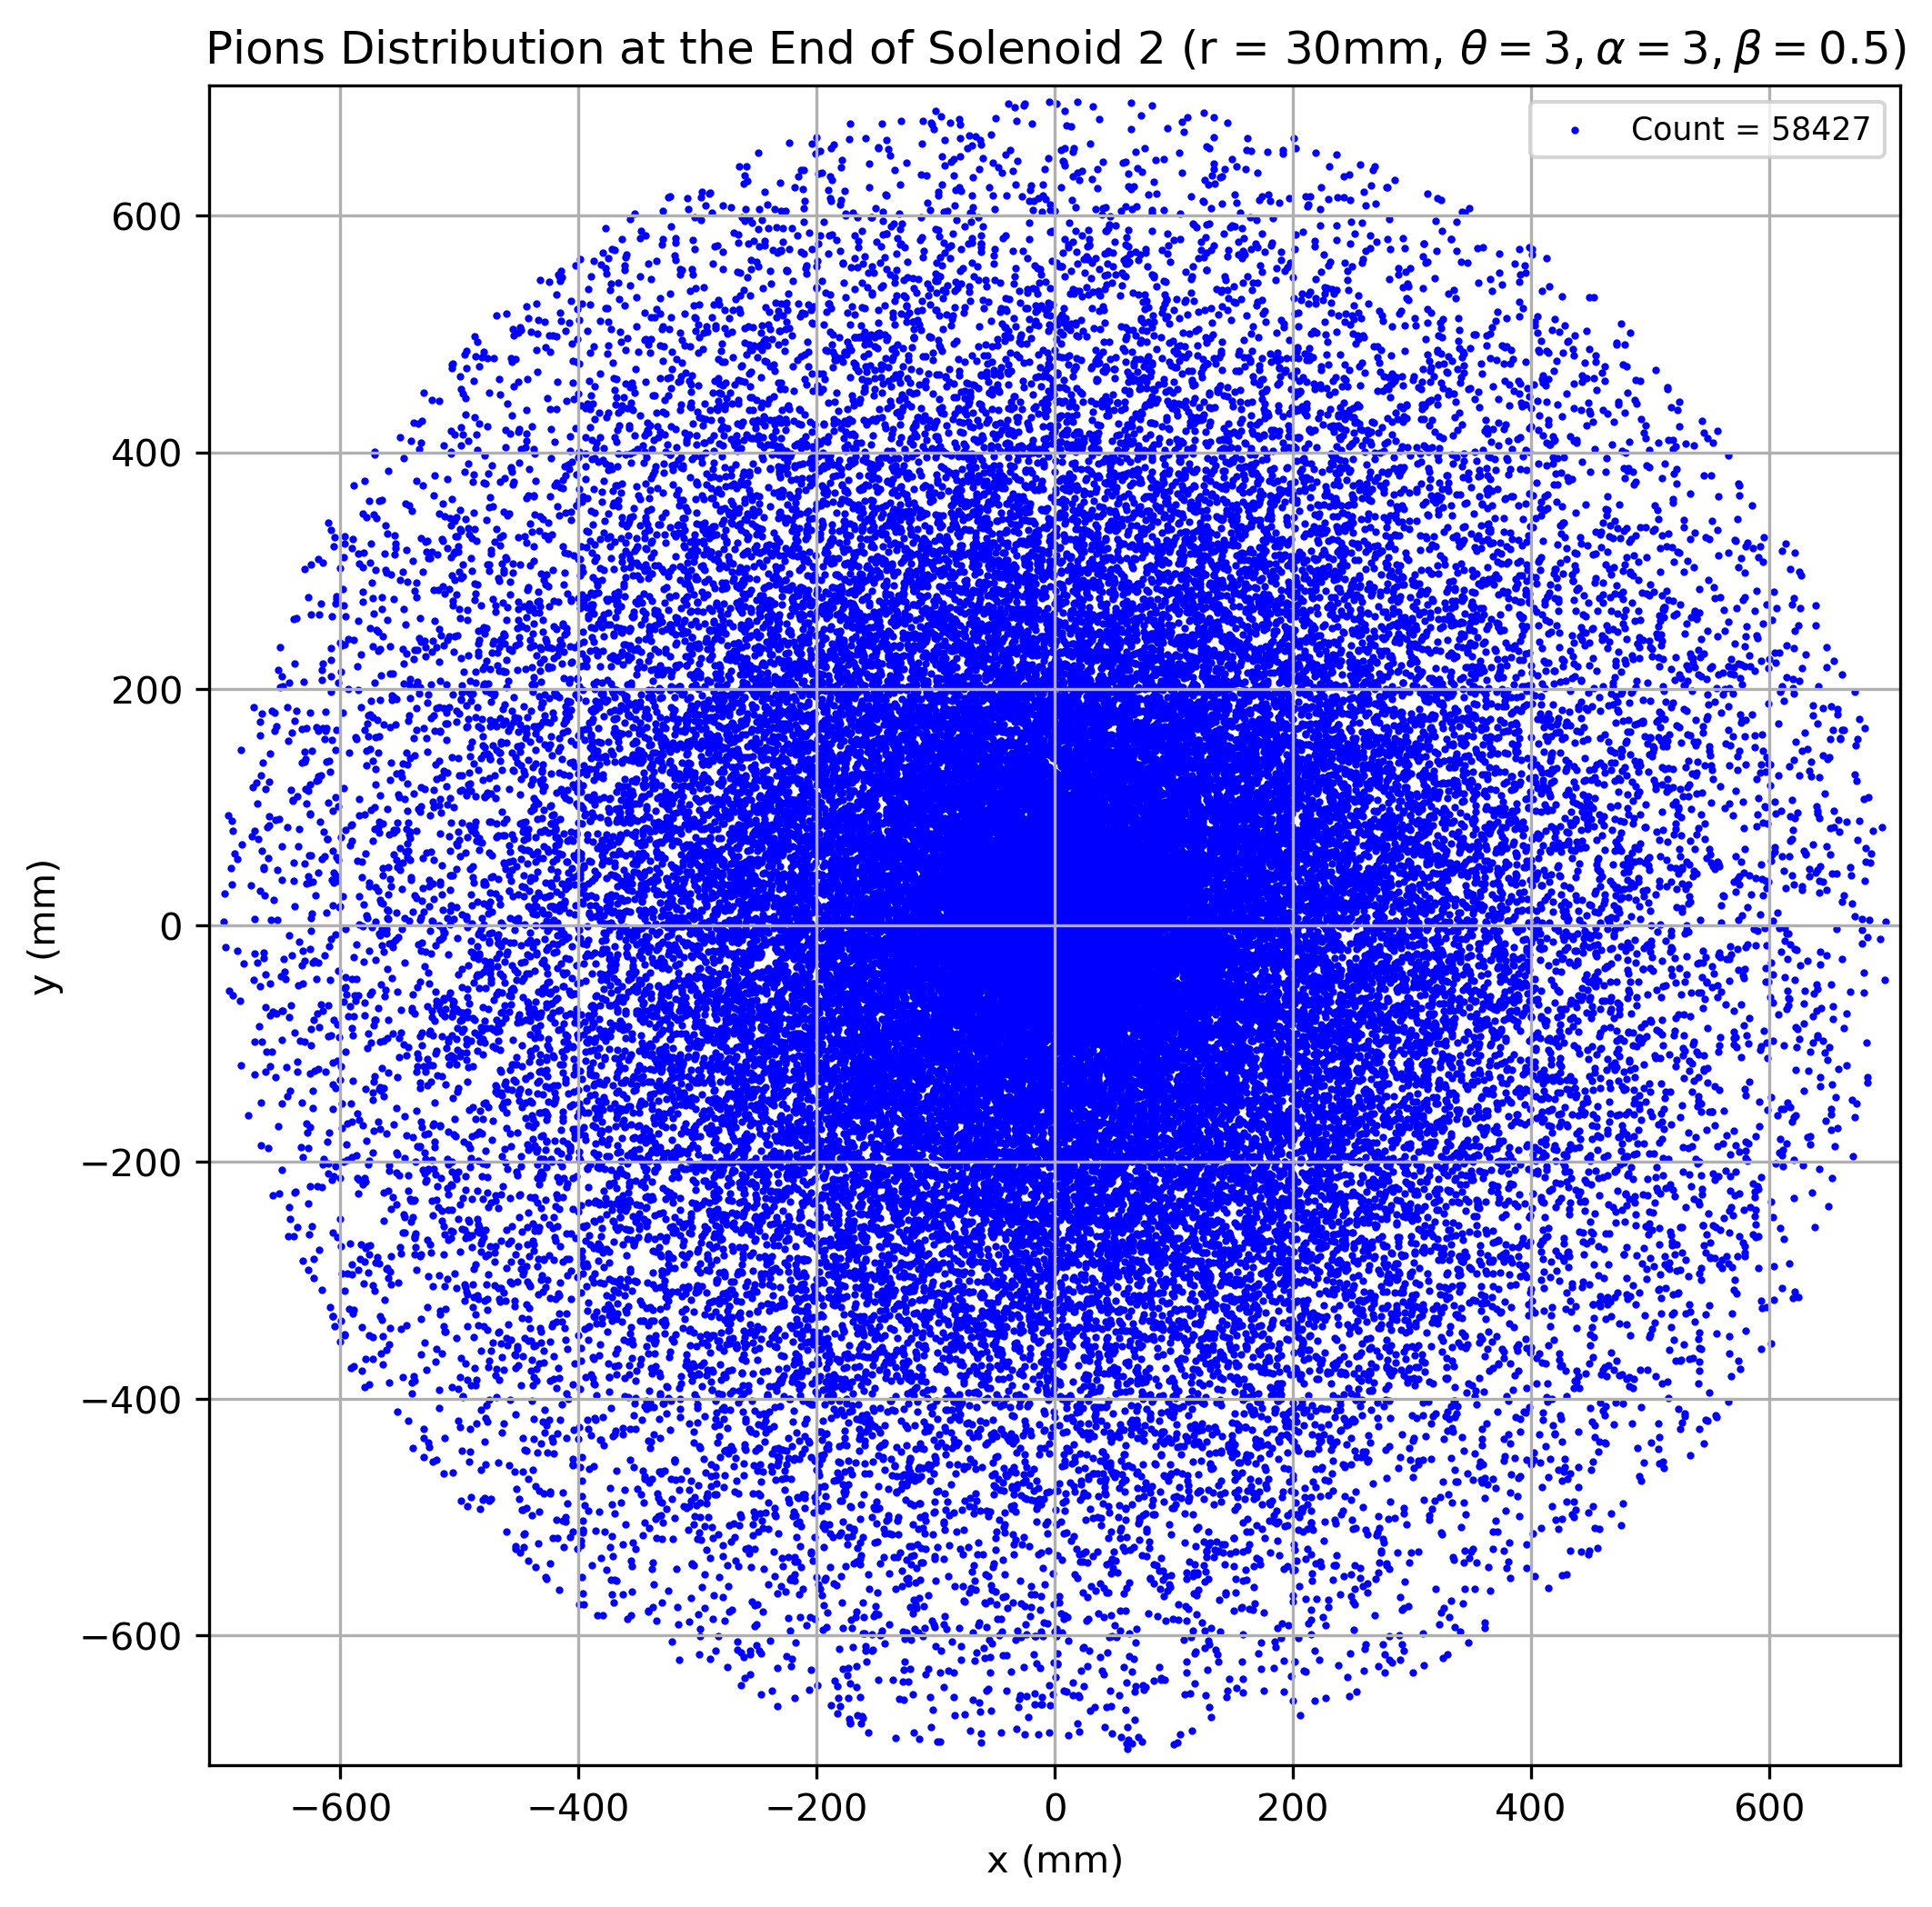 Pions Distribution at the End of Solenoid 2 (r = 30mm, θ = 3, α = 3, β = 0.5)
Count = 58427
600
400
200
0
−200
−400
−600
y (mm)
−600 −400 −200 0 200 400 600
x (mm)